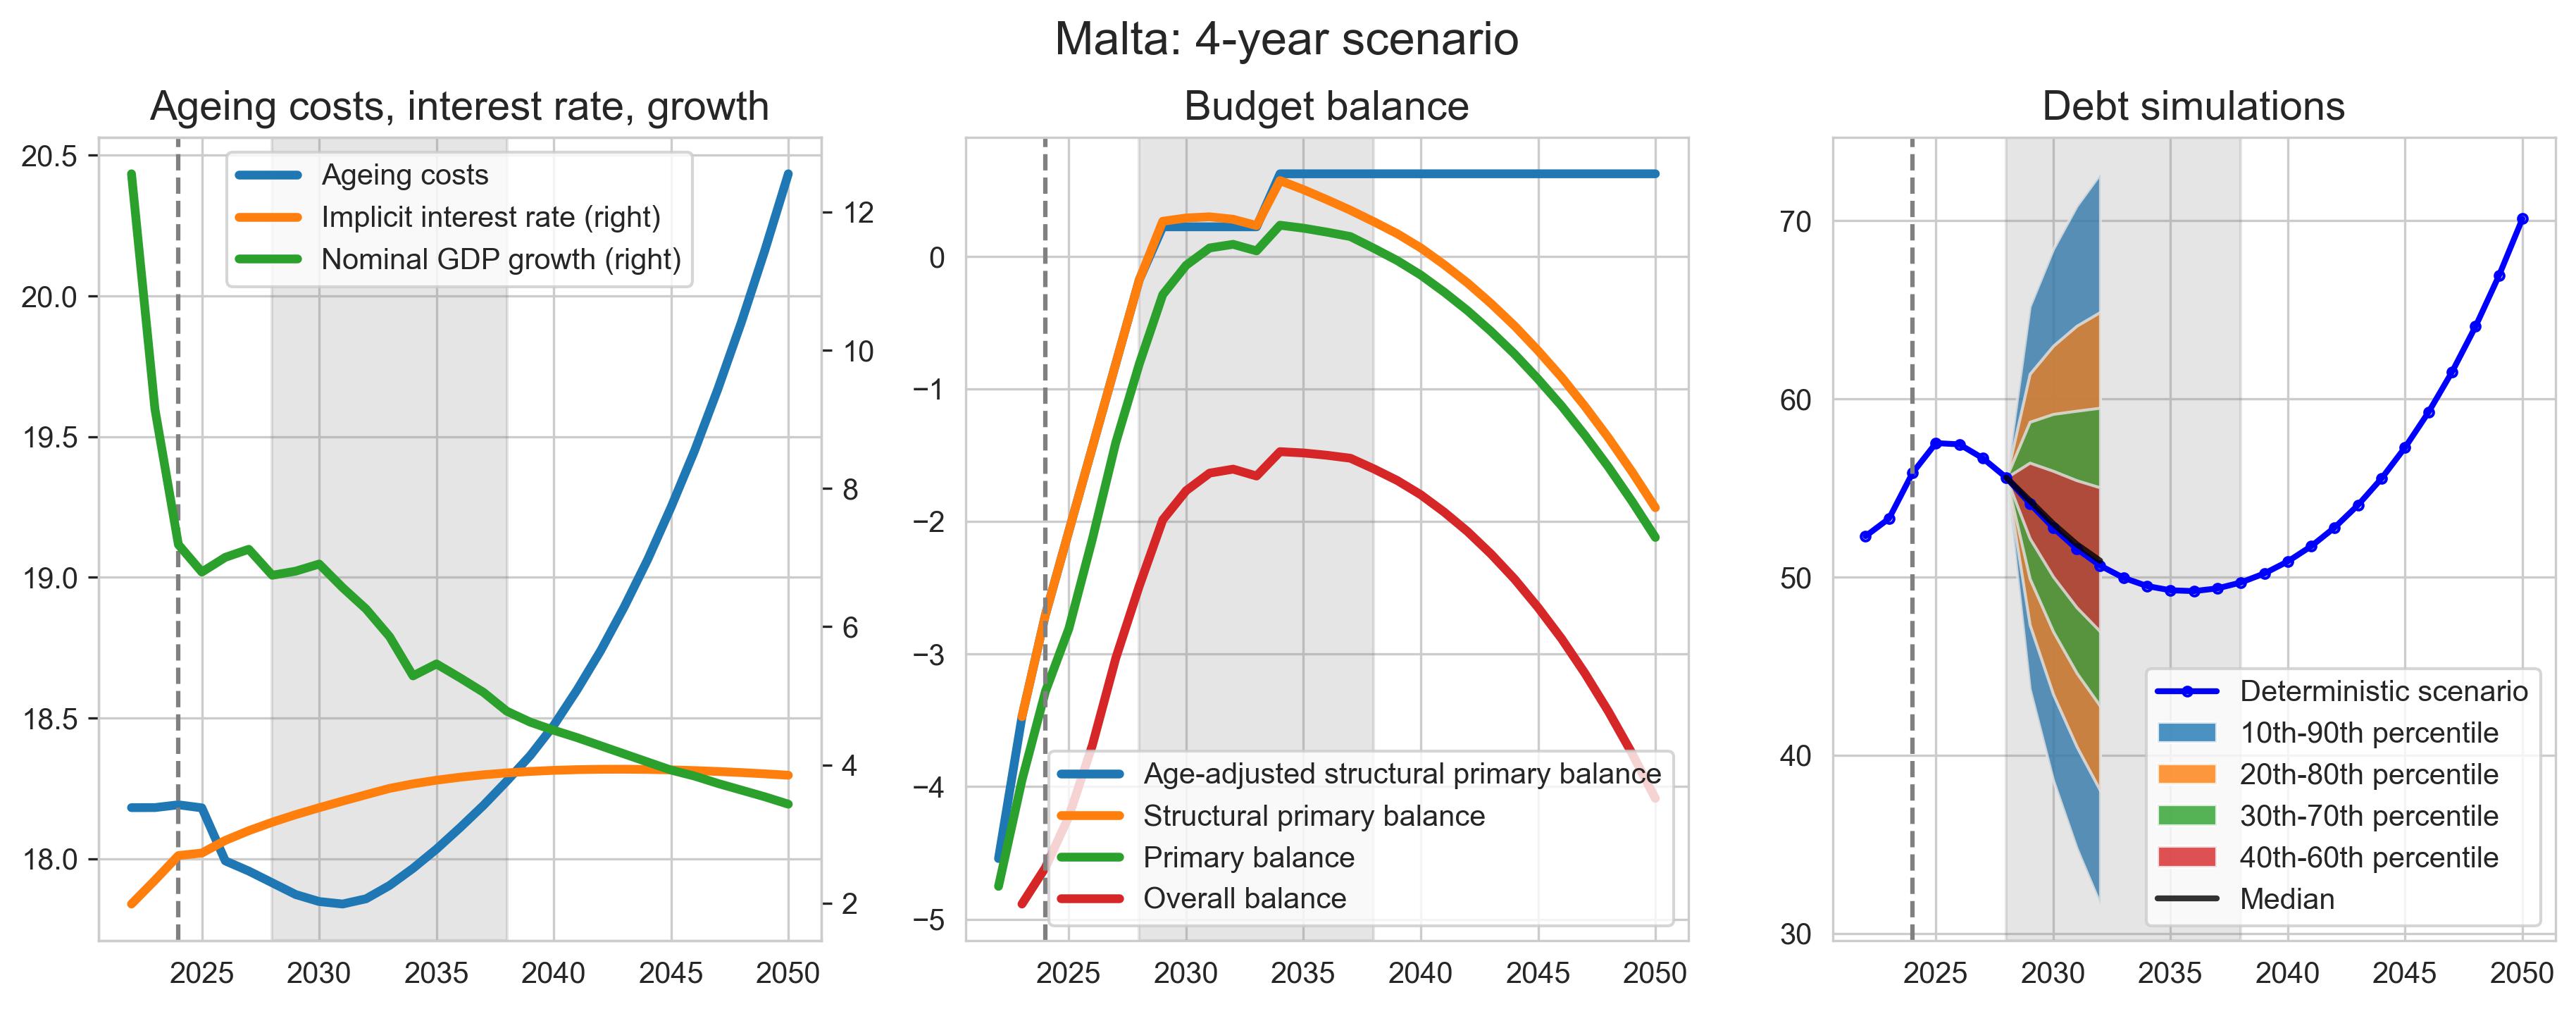 Malta: 4-year scenario
Ageing costs, interest rate, growth
20.5
20.0
19.5
19.0
18.5
18.0
12
10
8
6
4
2
2025 2030 2035 2040 2045 2050
Ageing costs
Implicit interest rate (right)
Nominal GDP growth (right)
Budget balance
0
−1
−2
−3
−4
−5
2025 2030 2035 2040 2045 2050
Age-adjusted structural primary balance
Structural primary balance
Primary balance
Overall balance
Debt simulations
70
60
50
40
30
2025 2030 2035 2040 2045 2050
Deterministic scenario
10th-90th percentile
20th-80th percentile
30th-70th percentile
40th-60th percentile
Median